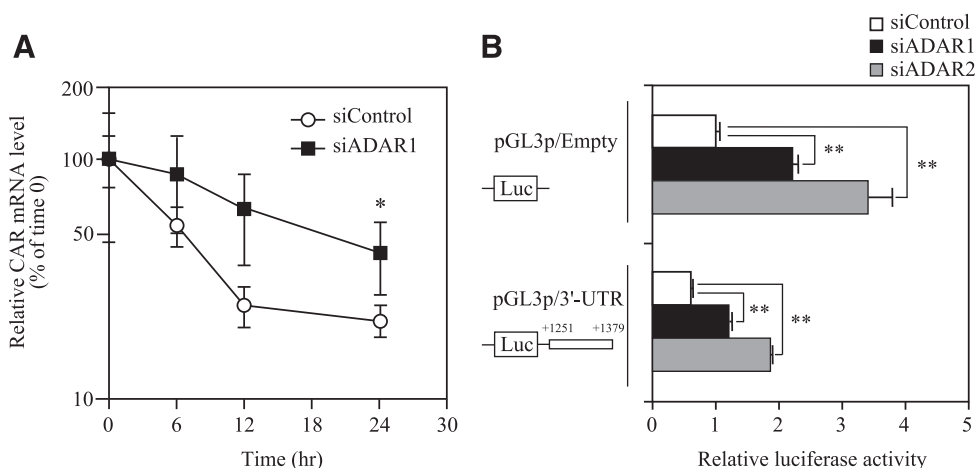 A
Relative CAR mRNA level
(% of time 0)
200
100
50
10
siControl
siADAR1
*
0 6 12 18 24 30
Time (hr)
B
siControl
siADAR1
siADAR2
pGL3p/Empty
Luc
**
**
pGL3p/3'-UTR
+1251 +1379
Luc
**
**
0 1 2 3 4 5
Relative luciferase activity